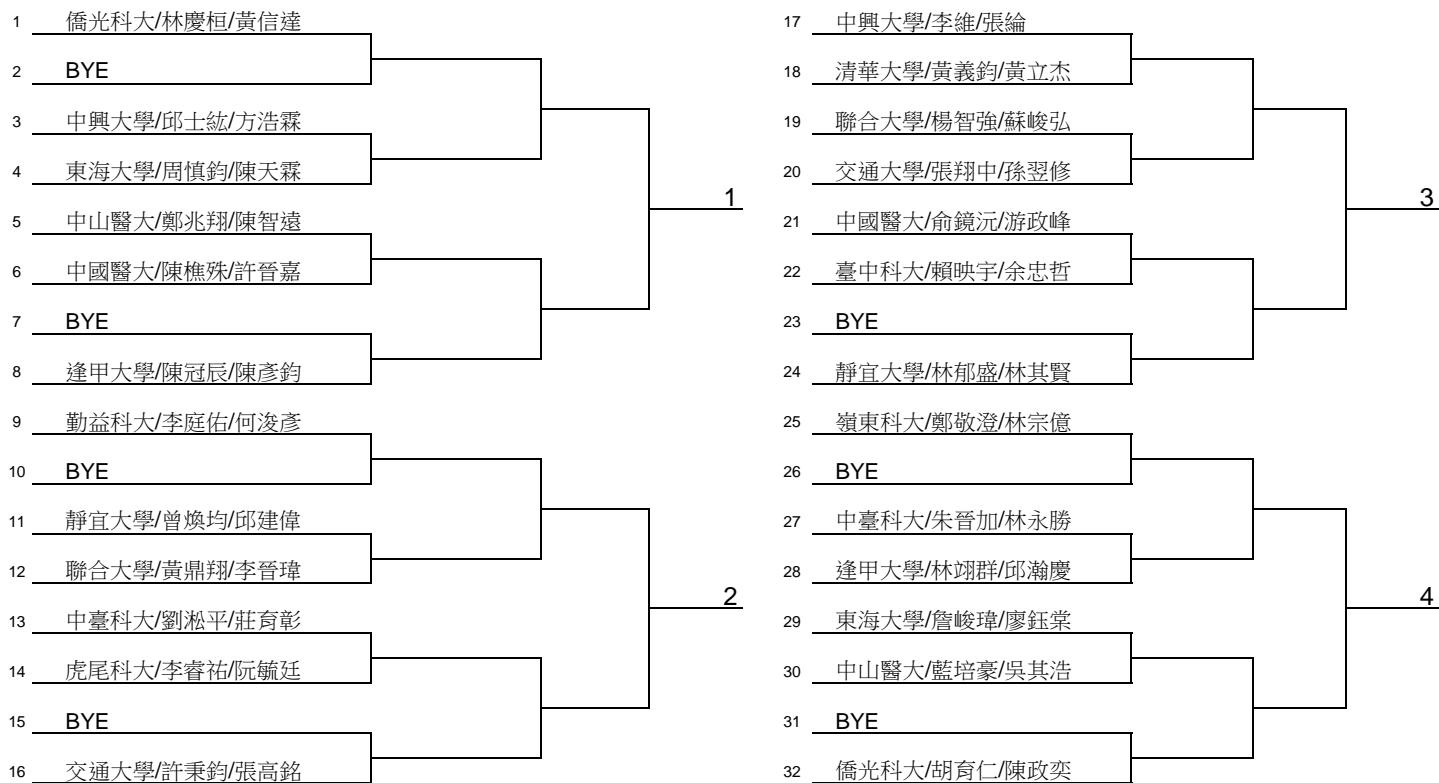 1 僑光科大/林慶桓/黃信達
2 BYE
3 中興大學/邱士紘/方浩霖
4 東海大學/周慎鈞/陳天霖
5 中山醫大/鄭兆翔/陳智遠
6 中國醫大/陳樵殊/許晉嘉
7 BYE
8 逢甲大學/陳冠辰/陳彥鈞
1
9 勤益科大/李庭佑/何浚彥
10 BYE
11 靜宜大學/曾煥均/邱建偉
12 聯合大學/黃鼎翔/李晉瑋
13 中臺科大/劉淞平/莊育彰
14 虎尾科大/李睿祐/阮毓廷
15 BYE
16 交通大學/許秉鈞/張高銘
2
17 中興大學/李維/張綸
18 清華大學/黃義鈞/黃立杰
19 聯合大學/楊智強/蘇峻弘
20 交通大學/張翔中/孫翌修
21 中國醫大/俞鏡沅/游政峰
22 臺中科大/賴映宇/余忠哲
23 BYE
24 靜宜大學/林郁盛/林其賢
3
25 嶺東科大/鄭敬澄/林宗億
26 BYE
27 中臺科大/朱晉加/林永勝
28 逢甲大學/林翊群/邱瀚慶
29 東海大學/詹峻瑋/廖鈺棠
30 中山醫大/藍培豪/吳其浩
31 BYE
32 僑光科大/胡育仁/陳政奕
4